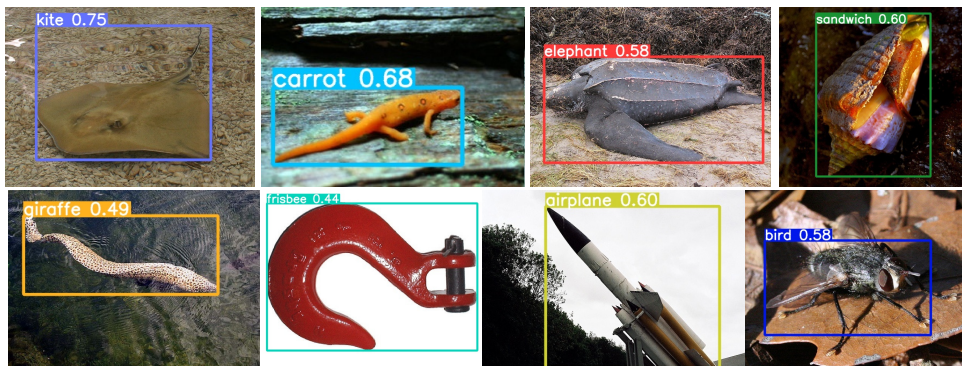 kite 0.75
carrot 0.68
elephant 0.58
sandwich 0.60
giraffe 0.49
frisbee 0.44
airplane 0.60
bird 0.58